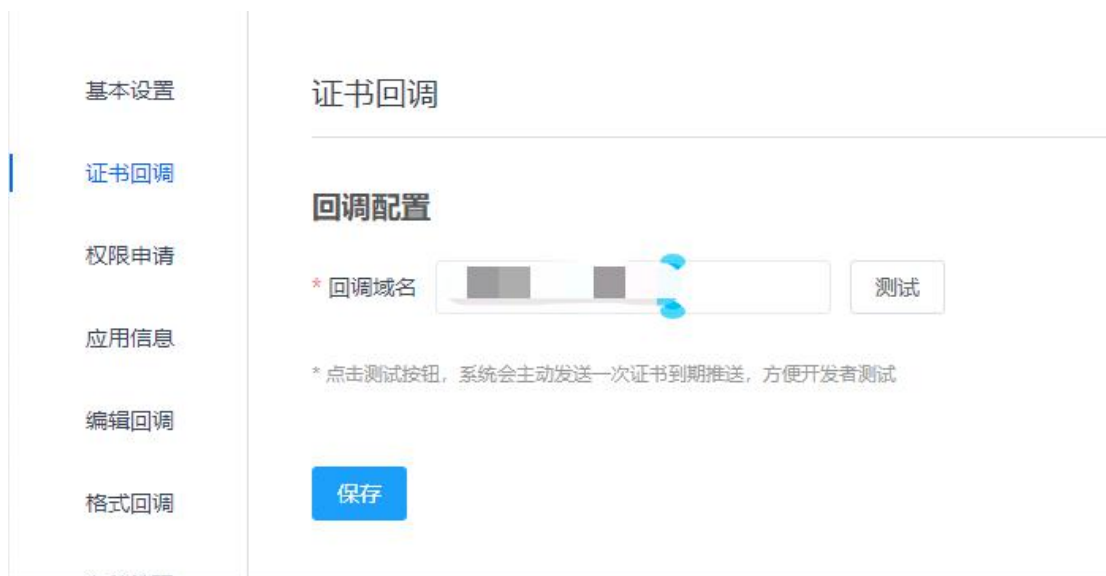 基本设置
证书回调
权限申请
应用信息
编辑回调
格式回调
证书回调
回调配置
* 回调域名
测试
* 点击测试按钮，系统会主动发送一次证书到期推送，方便开发者测试
保存